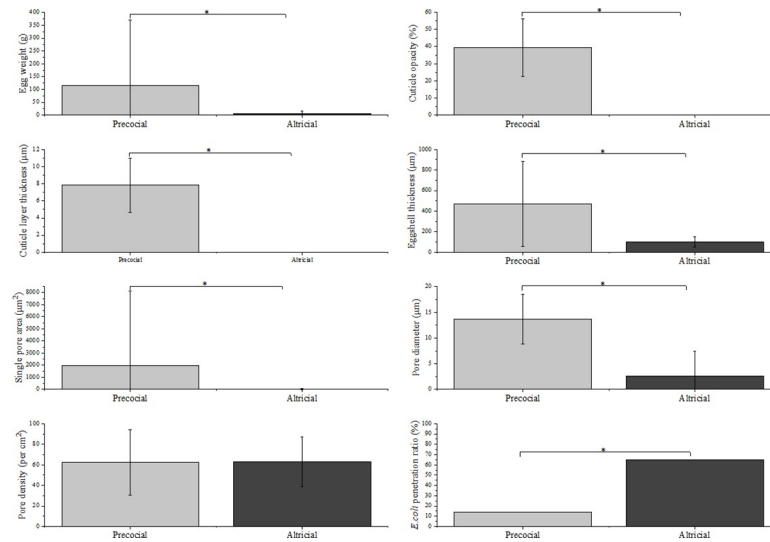 Egg weight (g)
400
350
300
250
200
150
100
50
0
*
Precocial
Altricial
Cuticle opacity (%)
60
50
40
30
20
10
0
*
Precocial
Altricial
Cuticle layer thickness (μm)
12
10
8
6
4
2
0
*
Precocial
Altricial
Eggshell thickness (μm)
1000
800
600
400
200
0
*
Precocial
Altricial
Single pore area (μm²)
8000
7000
6000
5000
4000
3000
2000
1000
0
*
Precocial
Altricial
Pore diameter (μm)
20
15
10
5
0
*
Precocial
Altricial
Pore density (per cm²)
100
80
60
40
20
0
Precocial
Altricial
E.coli penetration ratio (%)
100
90
80
70
60
50
40
30
20
10
0
*
Precocial
Altricial